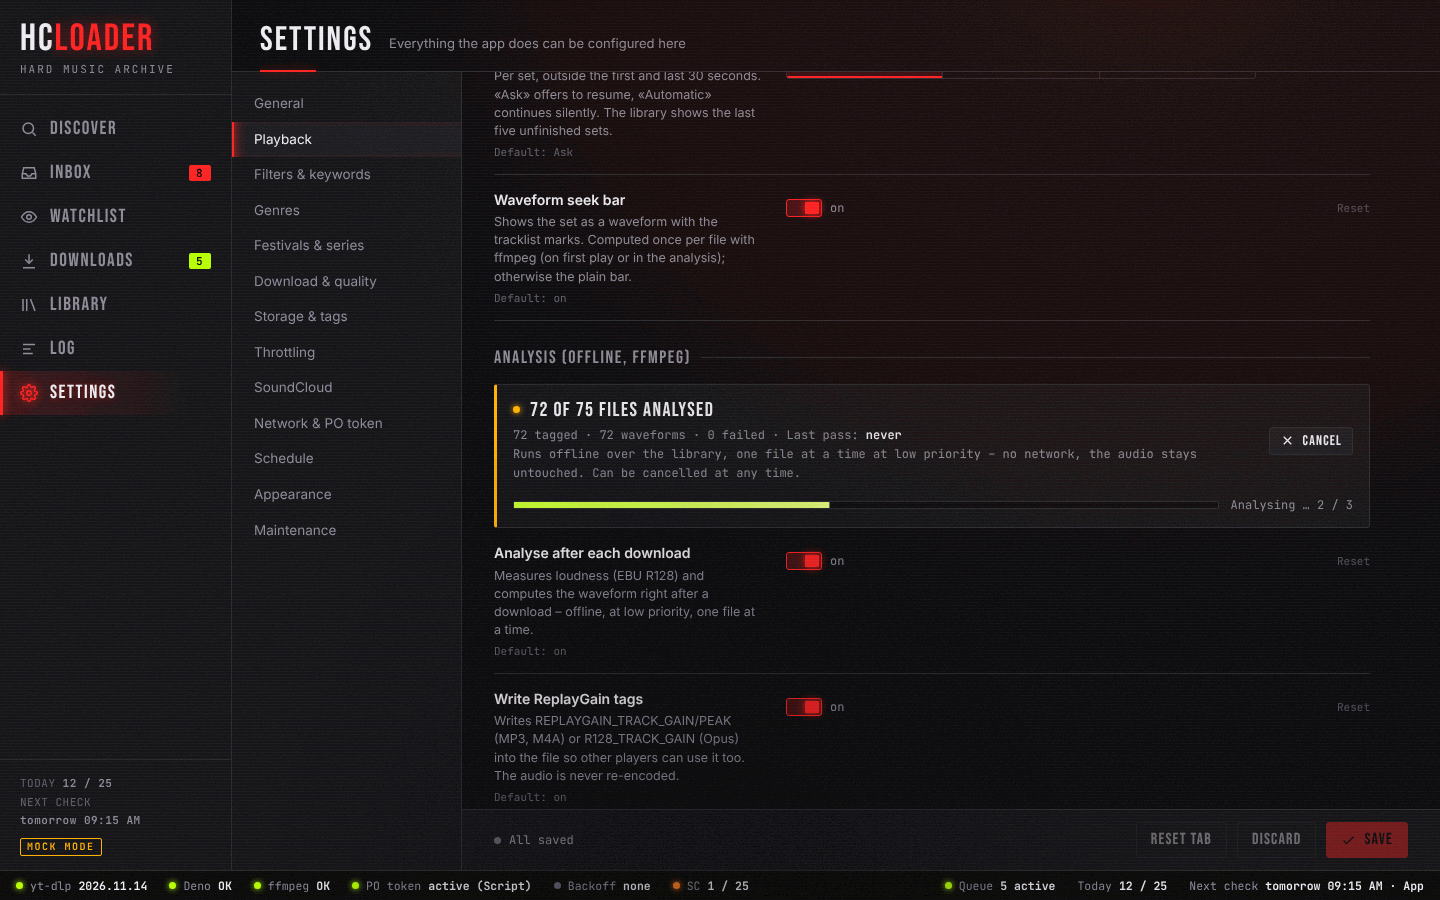 HCLOADER
HARD MUSIC ARCHIVE
DISCOVER
INBOX 8
WATCHLIST
DOWNLOADS 5
LIBRARY
LOG
SETTINGS
TODAY 12 / 25
NEXT CHECK
tomorrow 09:15 AM
MOCK MODE
SETTINGS Everything the app does can be configured here
General
Playback
Filters & keywords
Genres
Festivals & series
Download & quality
Storage & tags
Throttling
SoundCloud
Network & PO token
Schedule
Appearance
Maintenance
Per set, outside the first and last 30 seconds.
«Ask» offers to resume, «Automatic»
continues silently. The library shows the last
five unfinished sets.
Default: Ask
Waveform seek bar
on
Reset
Shows the set as a waveform with the
tracklist marks. Computed once per file with
ffmpeg (on first play or in the analysis);
otherwise the plain bar.
Default: on
ANALYSIS (OFFLINE, FFMPEG)
72 OF 75 FILES ANALYSED
72 tagged · 72 waveforms · 0 failed · Last pass: never
Runs offline over the library, one file at a time at low priority – no network, the audio stays
untouched. Can be cancelled at any time.
CANCEL
Analysing … 2 / 3
Analyse after each download
on
Reset
Measures loudness (EBU R128) and
computes the waveform right after a
download – offline, at low priority, one file at
a time.
Default: on
Write ReplayGain tags
on
Reset
Writes REPLAYGAIN_TRACK_GAIN/PEAK
(MP3, M4A) or R128_TRACK_GAIN (Opus)
into the file so other players can use it too.
The audio is never re-encoded.
Default: on
All saved
RESET TAB
DISCARD
SAVE
yt-dlp 2026.11.14 Deno OK ffmpeg OK PO token active (Script) Backoff none SC 1 / 25 Queue 5 active Today 12 / 25 Next check tomorrow 09:15 AM · App